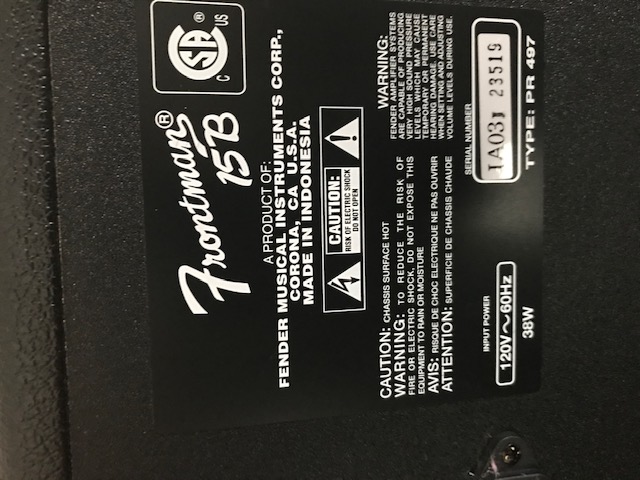 Frontman®
15B
C US ®
A PRODUCT OF:
FENDER MUSICAL INSTRUMENTS CORP.,
CORONA, CA U.S.A.
MADE IN INDONESIA
CAUTION:
RISK OF ELECTRIC SHOCK
DO NOT OPEN
CAUTION: CHASSIS SURFACE HOT
WARNING: TO REDUCE THE RISK OF
FIRE OR ELECTRIC SHOCK, DO NOT EXPOSE THIS
EQUIPMENT TO RAIN OR MOISTURE
AVIS: RISQUE DE CHOC ELECTRIQUE NE PAS OUVRIR
ATTENTION: SUPERFICIE DE CHASSIS CHAUDE
WARNING:
FENDER AMPLIFIER SYSTEMS
ARE CAPABLE OF PRODUCING
VERY HIGH SOUND PRESSURE
LEVELS WHICH MAY CAUSE
TEMPORARY OR PERMANENT
HEARING DAMAGE. USE CARE
WHEN SETTING AND ADJUSTING
VOLUME LEVELS DURING USE.
INPUT POWER
120V~60Hz
38W
SERIAL NUMBER
IA03J 23519
TYPE: PR 497